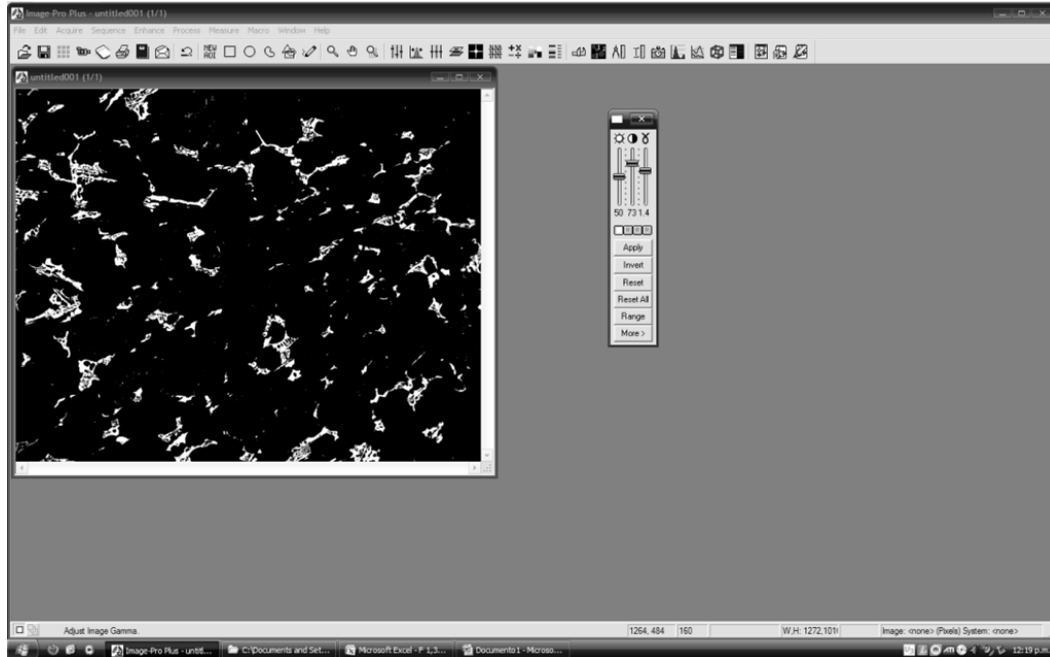 Image-Pro Plus - untitled001 (1/1)
File Edit Acquire Sequence Enhance Process Measure Macro Window Help
NEW AOI
untitled001 (1/1)
50 73 1.4
Apply
Invert
Reset
Reset All
Range
More >
Adjust Image Gamma.
1264, 484
160
W,H: 1272,101
Image: <none> (Pixels) System: <none>
Image-Pro Plus - untitl...
C:\Documents and Set...
Microsoft Excel - P 1,3...
Documento1 - Microso...
12:19 p.m.